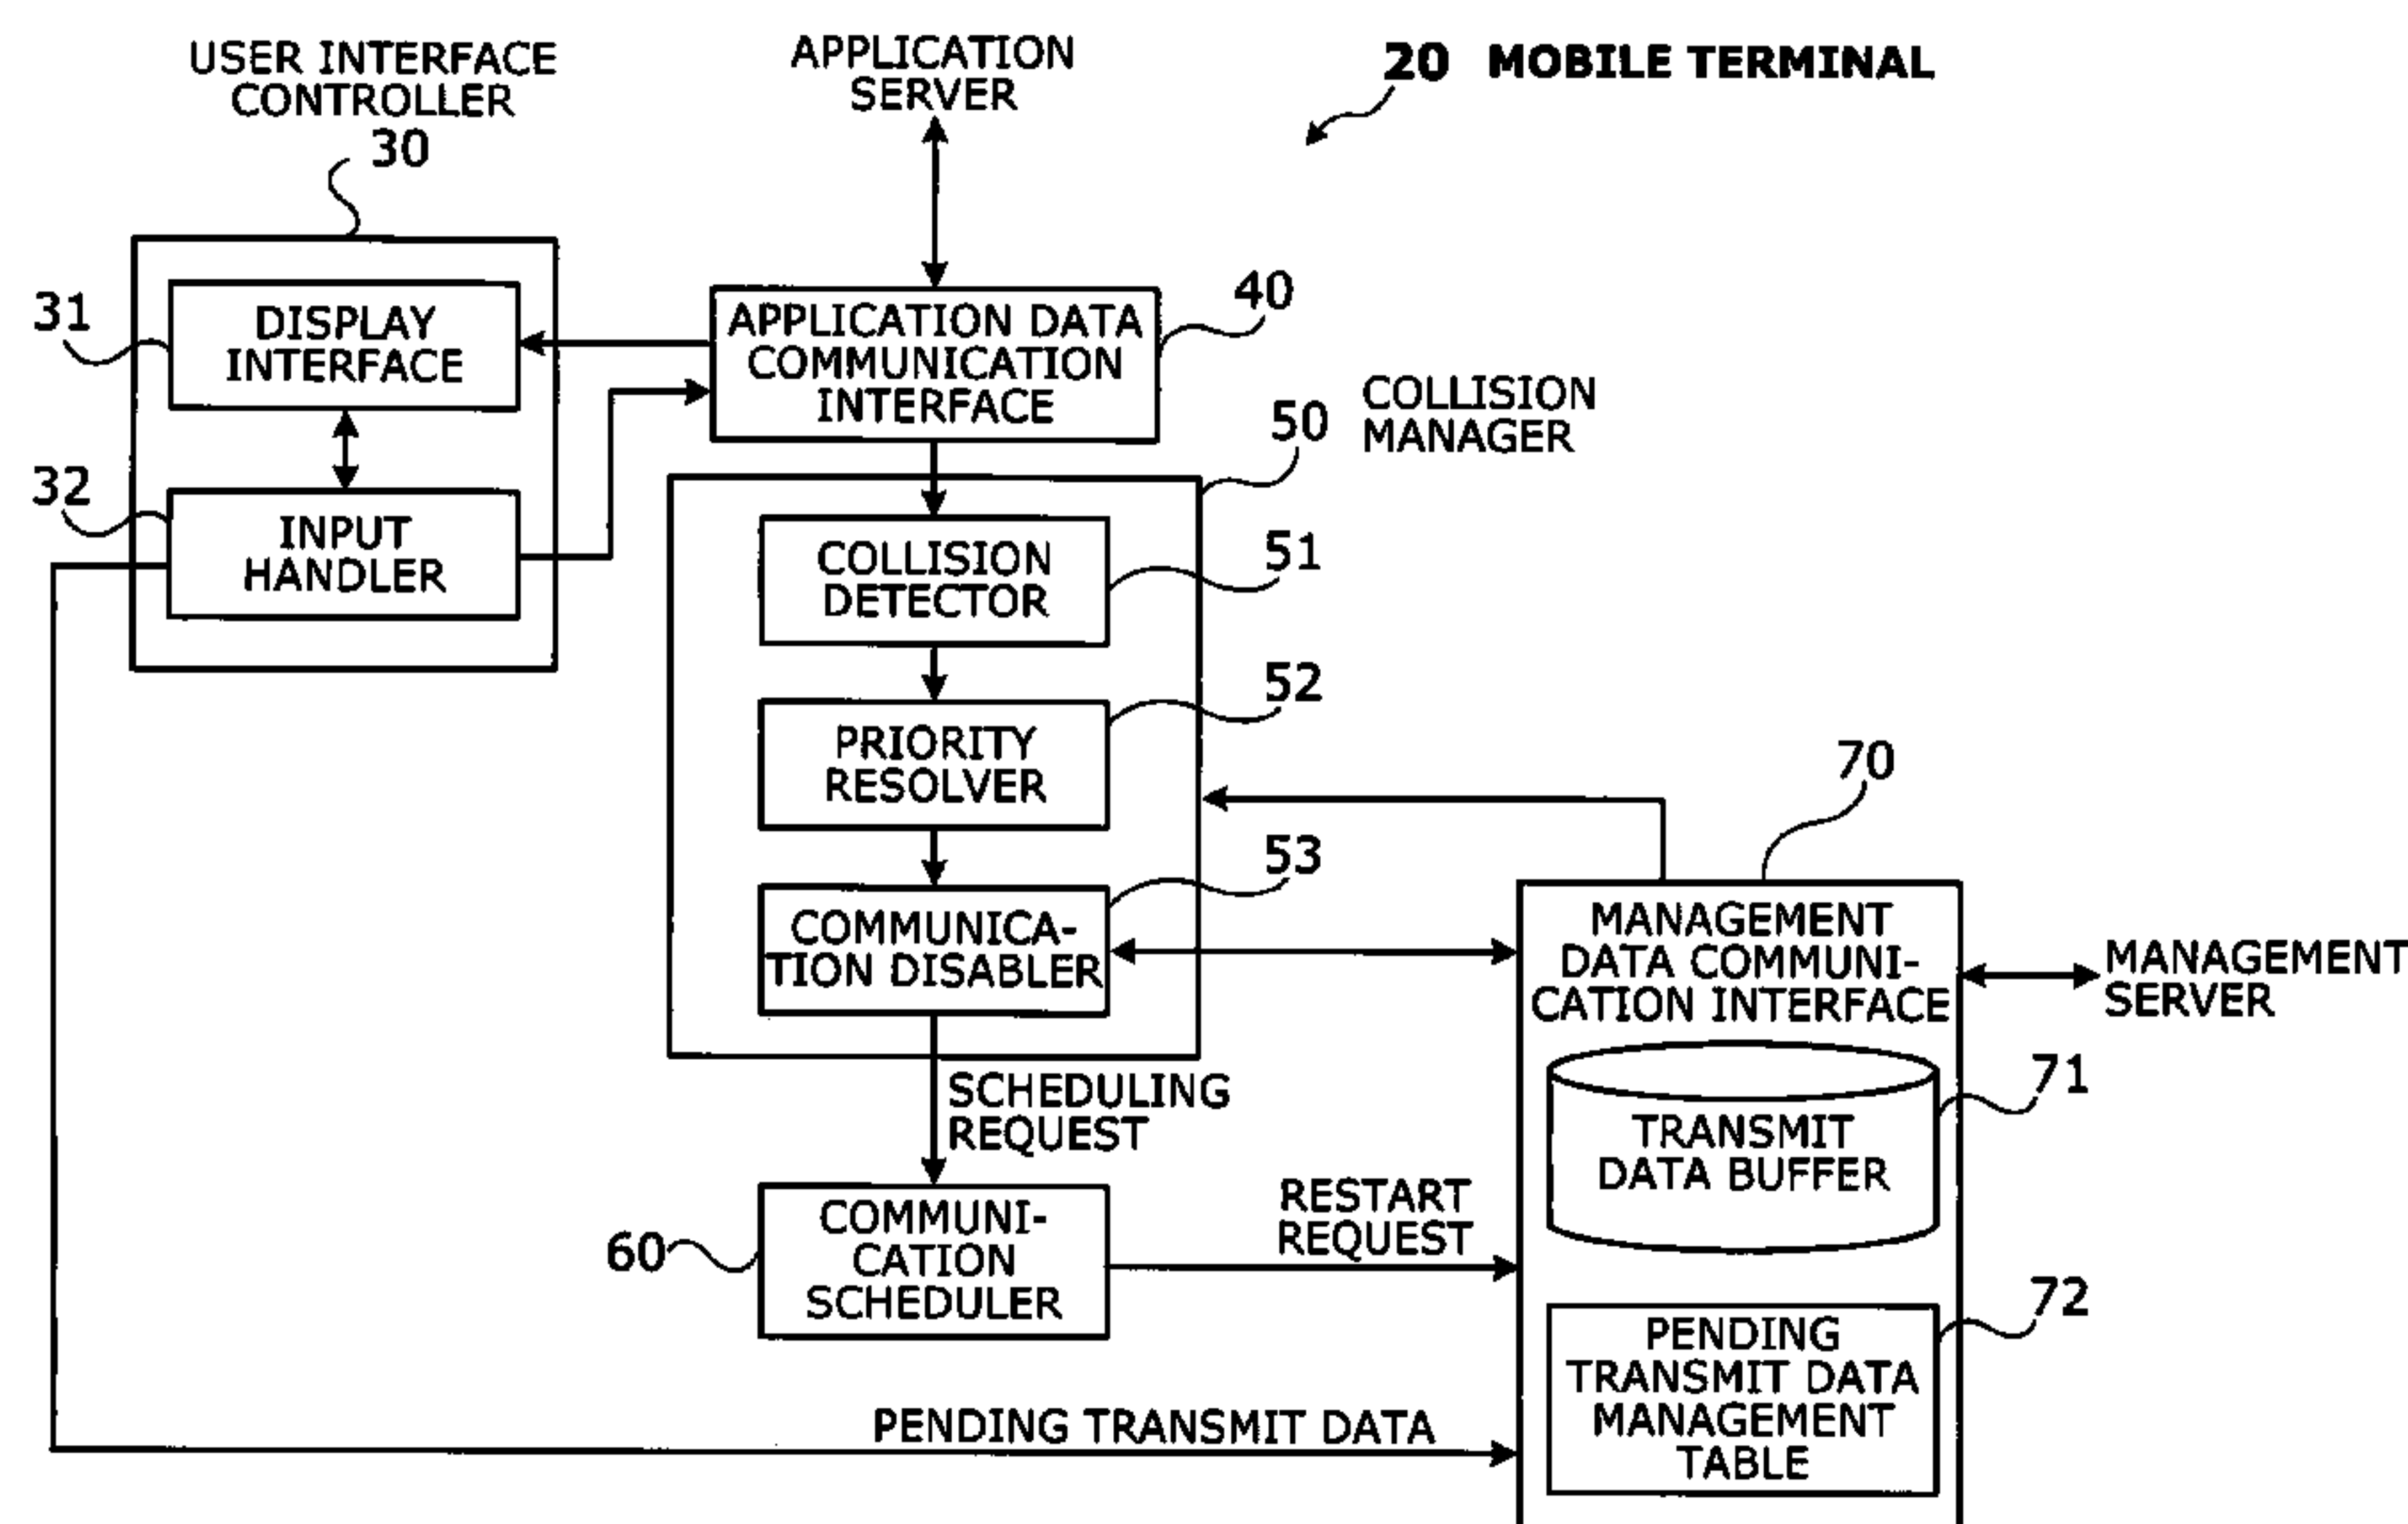 USER INTERFACE
CONTROLLER
30
APPLICATION
SERVER
20 MOBILE TERMINAL
31
DISPLAY
INTERFACE
32
INPUT
HANDLER
APPLICATION DATA
COMMUNICATION
INTERFACE
40
50
COLLISION
MANAGER
COLLISION
DETECTOR
51
PRIORITY
RESOLVER
52
COMMUNICA-
TION DISABLER
53
SCHEDULING
REQUEST
60
COMMUNI-
CATION
SCHEDULER
RESTART
REQUEST
PENDING TRANSMIT DATA
70
MANAGEMENT
DATA COMMUNI-
CATION INTERFACE
MANAGEMENT
SERVER
TRANSMIT
DATA BUFFER
71
PENDING
TRANSMIT DATA
MANAGEMENT
TABLE
72